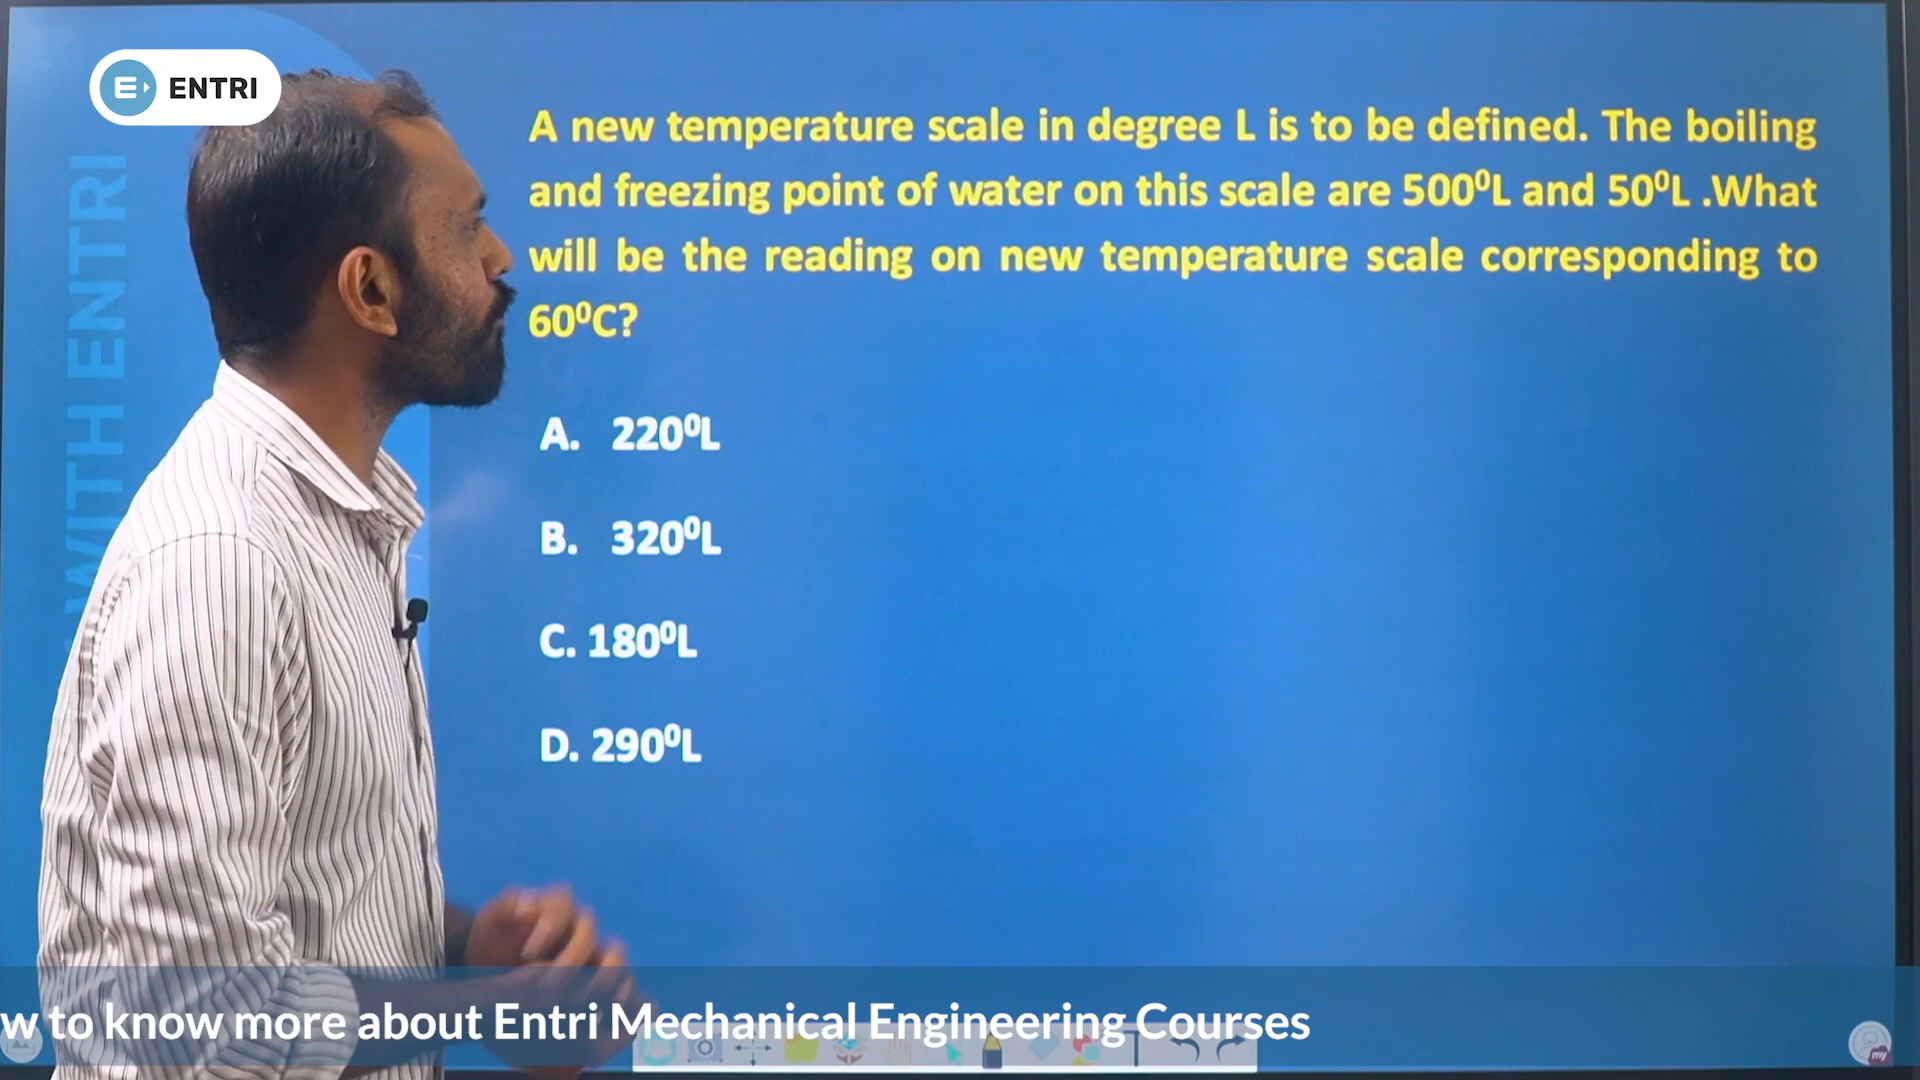 ENTRI
WITH ENTRI
A new temperature scale in degree L is to be defined. The boiling
and freezing point of water on this scale are 500⁰L and 50⁰L .What
will be the reading on new temperature scale corresponding to
60⁰C?
A. 220⁰L
B. 320⁰L
C. 180⁰L
D. 290⁰L
w to know more about Entri Mechanical Engineering Courses
my